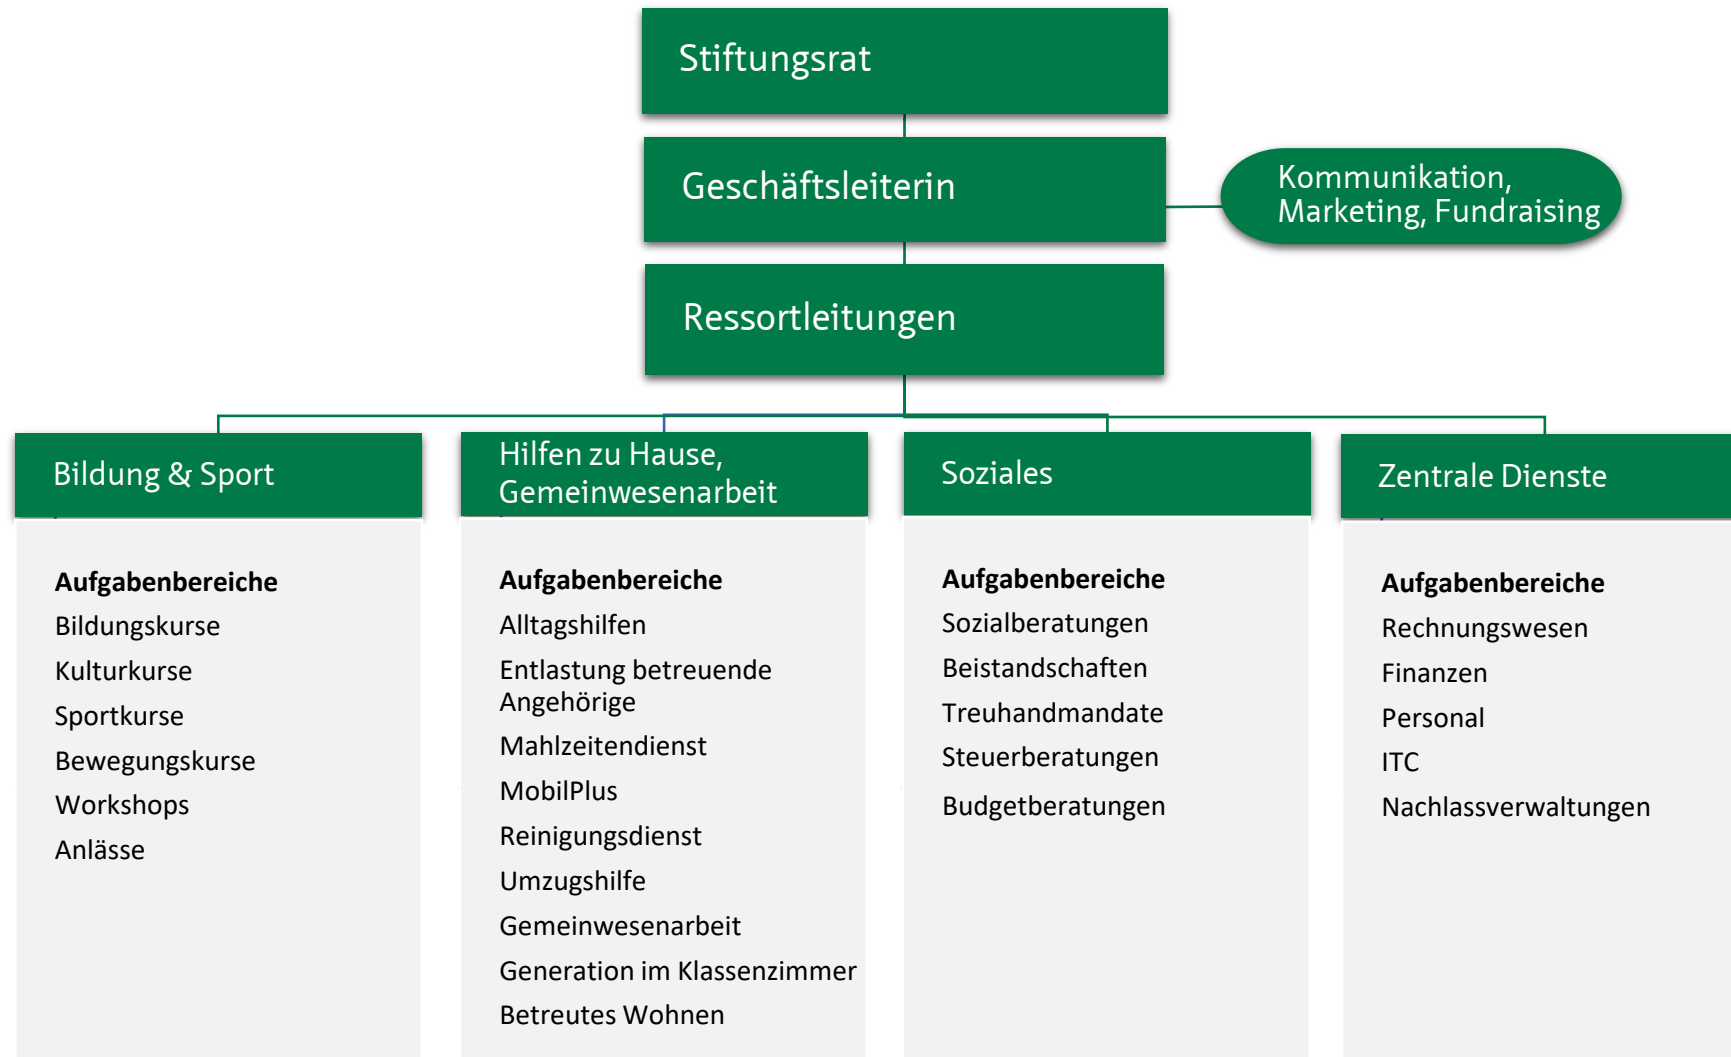 Stiftungsrat
Geschäftsleiterin
Kommunikation,
Marketing, Fundraising
Ressortleitungen
Bildung & Sport
Aufgabenbereiche
Bildungskurse
Kulturkurse
Sportkurse
Bewegungskurse
Workshops
Anlässe
Hilfen zu Hause,
Gemeinwesenarbeit
Aufgabenbereiche
Alltagshilfen
Entlastung betreuende
Angehörige
Mahlzeitendienst
MobilPlus
Reinigungsdienst
Umzugshilfe
Gemeinwesenarbeit
Generation im Klassenzimmer
Betreutes Wohnen
Soziales
Aufgabenbereiche
Sozialberatungen
Beistandschaften
Treuhandmandate
Steuerberatungen
Budgetberatungen
Zentrale Dienste
Aufgabenbereiche
Rechnungswesen
Finanzen
Personal
ITC
Nachlassverwaltungen